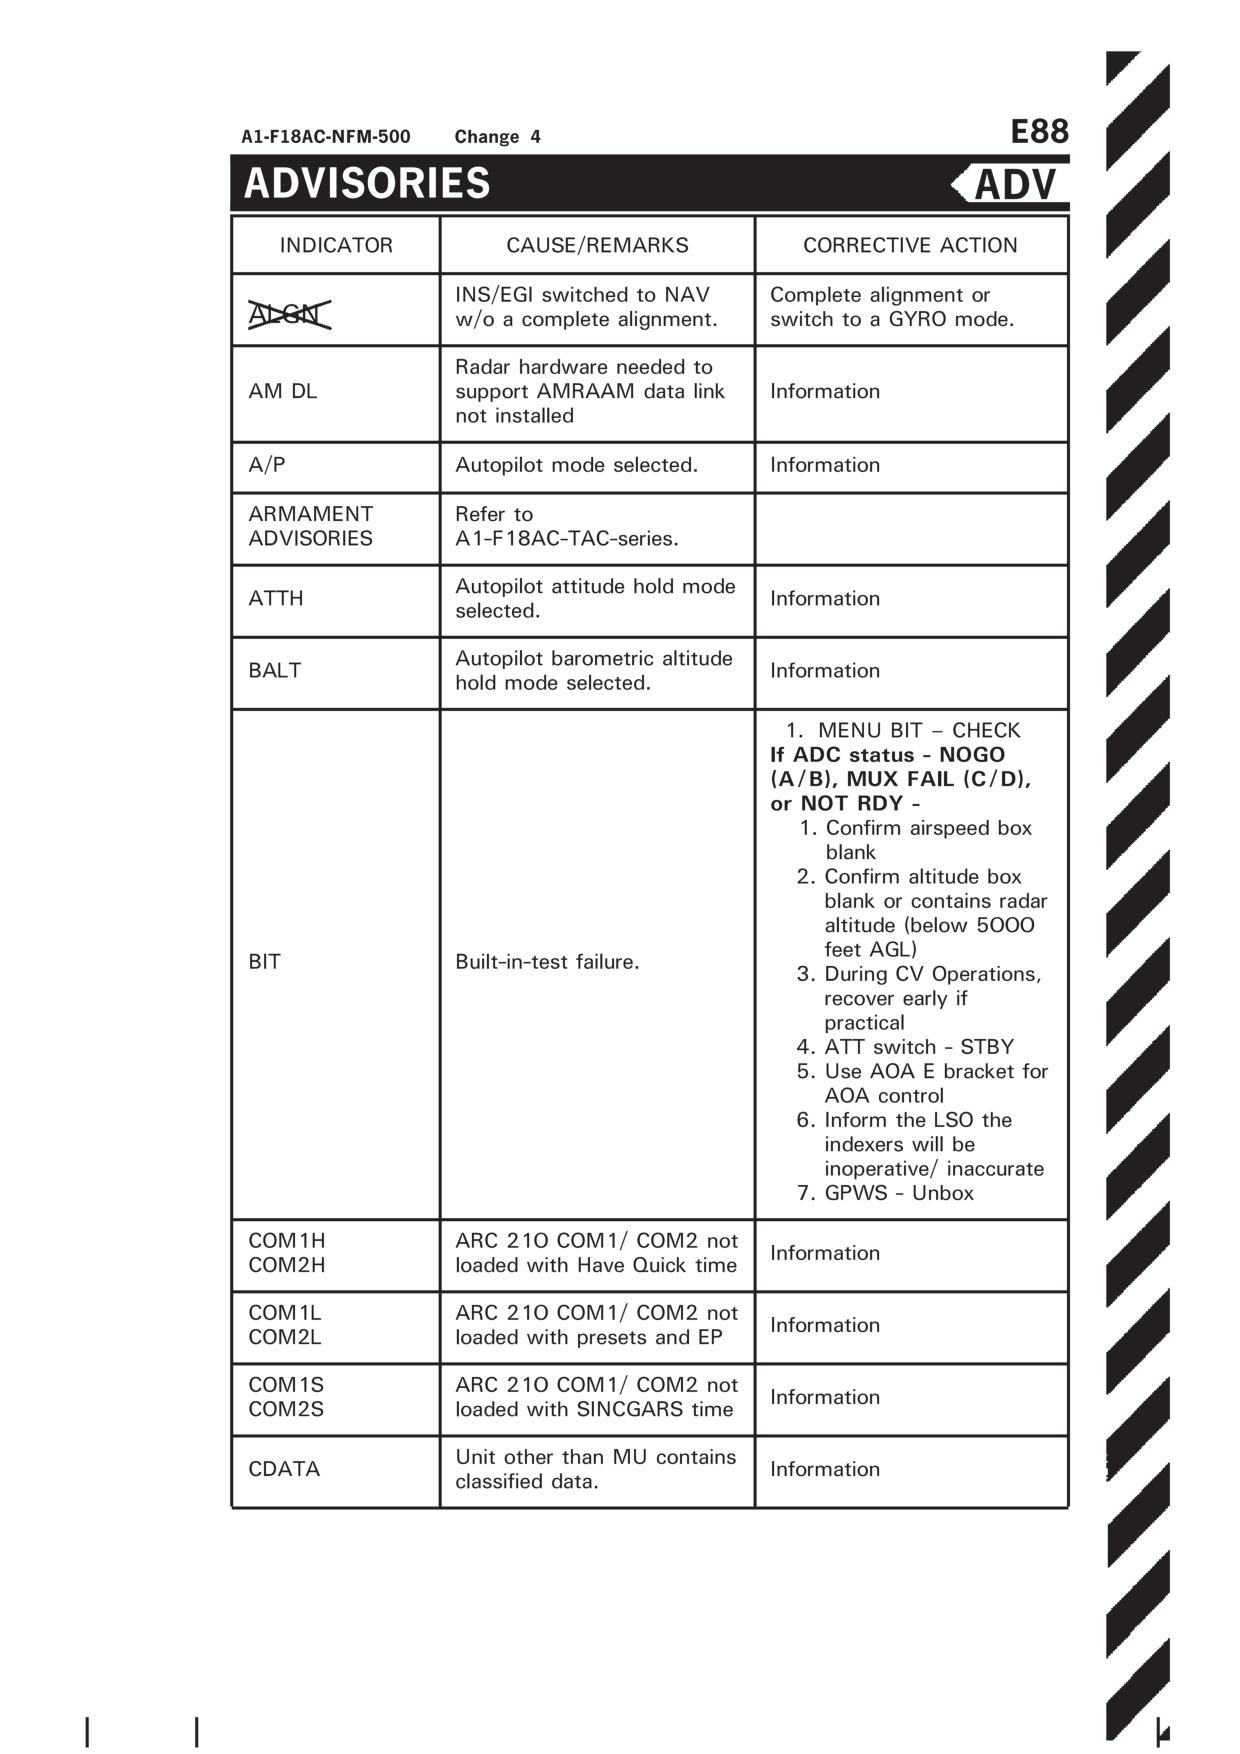 A1-F18AC-NFM-500 Change 4 E88
ADVISORIES ADV
INDICATOR CAUSE/REMARKS CORRECTIVE ACTION
ALGN
INS/EGI switched to NAV
w/o a complete alignment.
Complete alignment or
switch to a GYRO mode.
AM DL
Radar hardware needed to
support AMRAAM data link
not installed
Information
A/P
Autopilot mode selected.
Information
ARMAMENT
ADVISORIES
Refer to
A1-F18AC-TAC-series.
ATTH
Autopilot attitude hold mode
selected.
Information
BALT
Autopilot barometric altitude
hold mode selected.
Information
BIT
Built-in-test failure.
1. MENU BIT – CHECK
If ADC status - NOGO
(A/B), MUX FAIL (C/D),
or NOT RDY -
1. Confirm airspeed box
blank
2. Confirm altitude box
blank or contains radar
altitude (below 5000
feet AGL)
3. During CV Operations,
recover early if
practical
4. ATT switch - STBY
5. Use AOA E bracket for
AOA control
6. Inform the LSO the
indexers will be
inoperative/ inaccurate
7. GPWS - Unbox
COM1H
COM2H
ARC 210 COM1/ COM2 not
loaded with Have Quick time
Information
COM1L
COM2L
ARC 210 COM1/ COM2 not
loaded with presets and EP
Information
COM1S
COM2S
ARC 210 COM1/ COM2 not
loaded with SINCGARS time
Information
CDATA
Unit other than MU contains
classified data.
Information